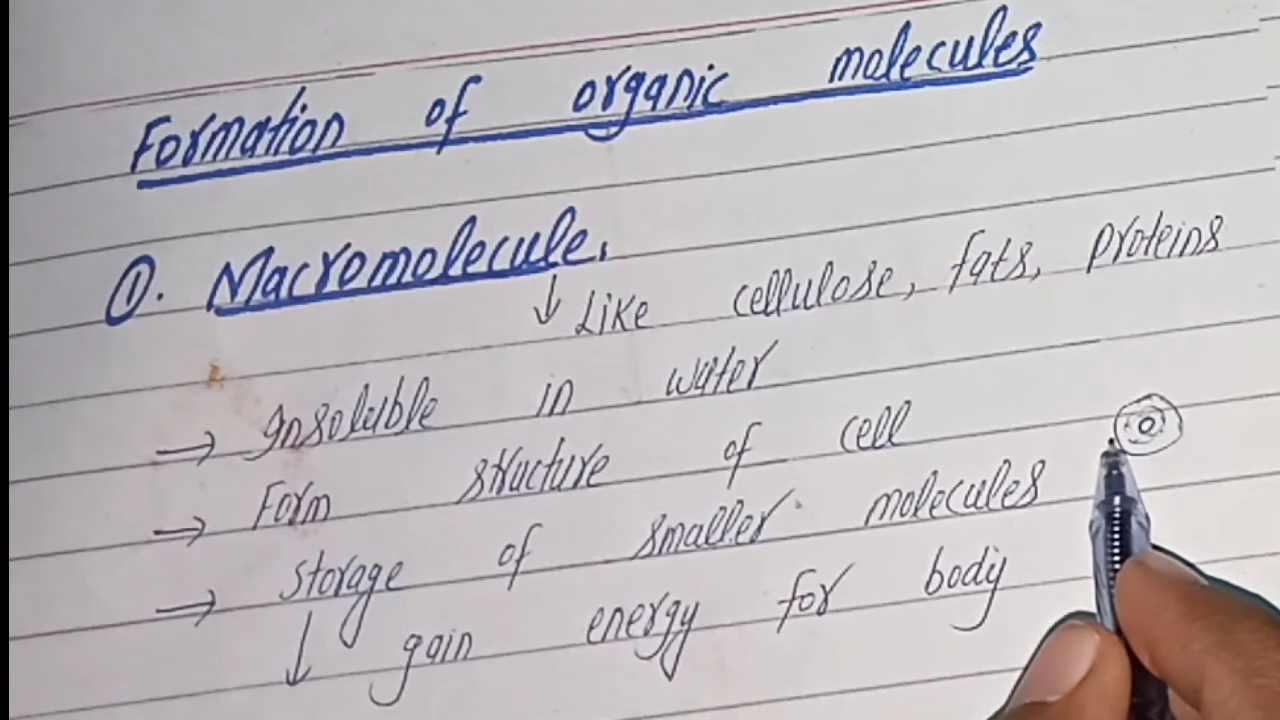 Formation of organic molecules
①. Macromolecule.
↓ Like cellulose, fats, proteins
→ Insoluble in water
→ Form structure of cell
→ Storage of smaller molecules
↓ gain energy for body